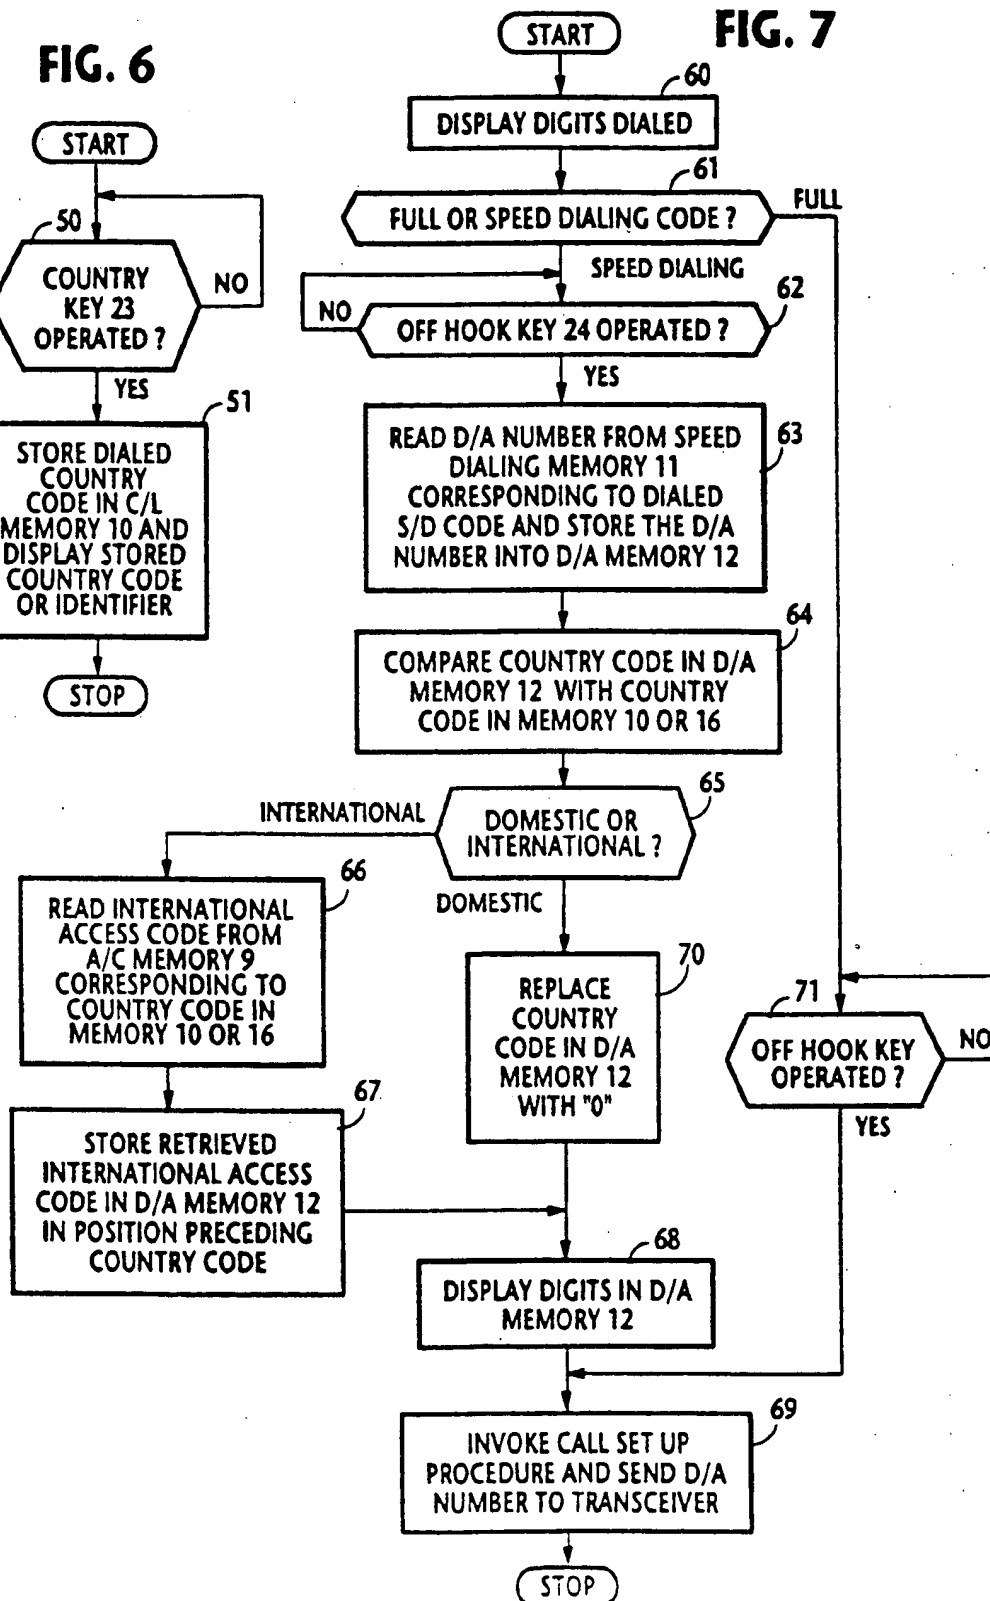 FIG. 6
START
50
COUNTRY
KEY 23
OPERATED ?
NO
YES
51
STORE DIALED
COUNTRY
CODE IN C/L
MEMORY 10 AND
DISPLAY STORED
COUNTRY CODE
OR IDENTIFIER
STOP
FIG. 7
START
60
DISPLAY DIGITS DIALED
61
FULL OR SPEED DIALING CODE ?
FULL
SPEED DIALING
62
NO
OFF HOOK KEY 24 OPERATED ?
YES
63
READ D/A NUMBER FROM SPEED
DIALING MEMORY 11
CORRESPONDING TO DIALED
S/D CODE AND STORE THE D/A
NUMBER INTO D/A MEMORY 12
64
COMPARE COUNTRY CODE IN D/A
MEMORY 12 WITH COUNTRY
CODE IN MEMORY 10 OR 16
65
INTERNATIONAL
DOMESTIC OR
INTERNATIONAL ?
DOMESTIC
66
READ INTERNATIONAL
ACCESS CODE FROM
A/C MEMORY 9
CORRESPONDING TO
COUNTRY CODE IN
MEMORY 10 OR 16
67
STORE RETRIEVED
INTERNATIONAL ACCESS
CODE IN D/A MEMORY 12
IN POSITION PRECEDING
COUNTRY CODE
70
REPLACE
COUNTRY
CODE IN D/A
MEMORY 12
WITH "0"
71
OFF HOOK KEY
OPERATED ?
NO
YES
68
DISPLAY DIGITS IN D/A
MEMORY 12
69
INVOKE CALL SET UP
PROCEDURE AND SEND D/A
NUMBER TO TRANSCEIVER
STOP